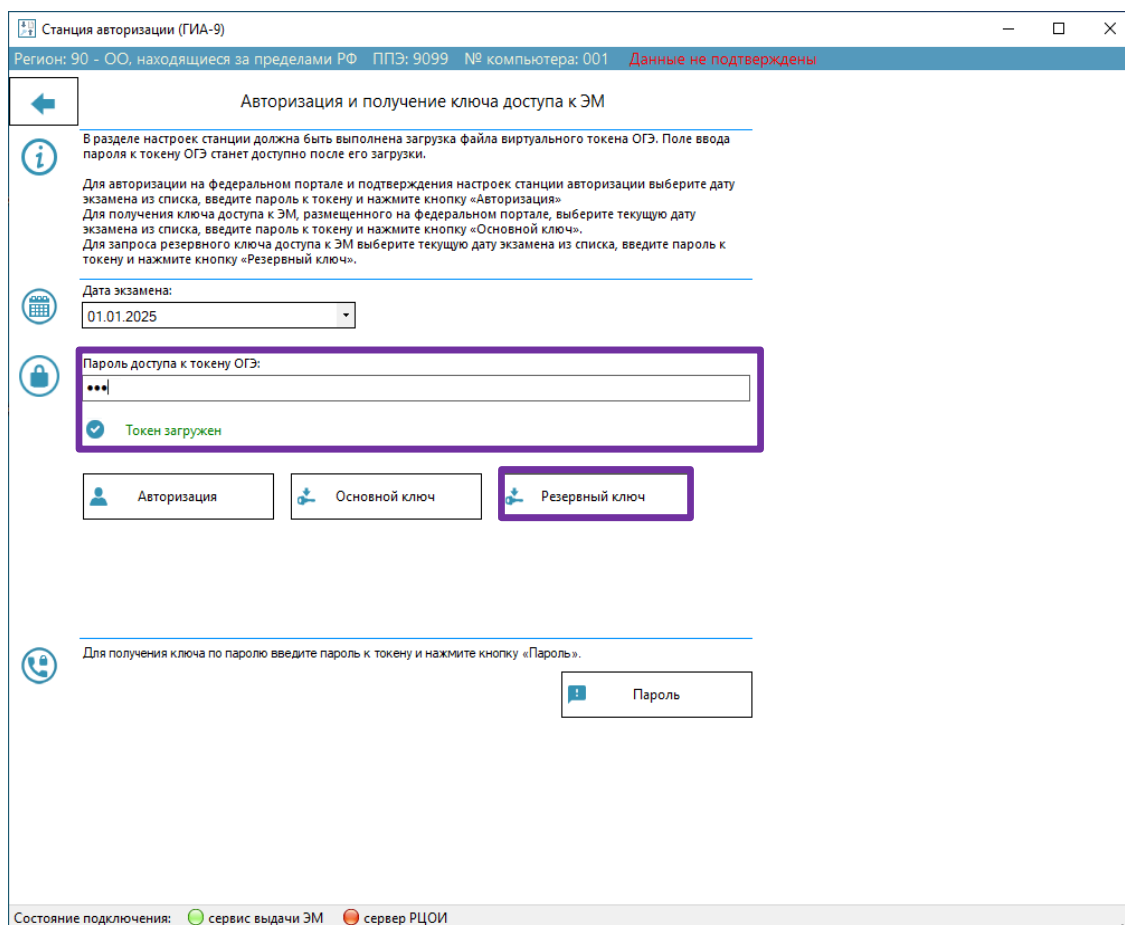 Станция авторизации (ГИА-9)
Регион: 90 - ОО, находящиеся за пределами РФ ППЭ: 9099 № компьютера: 001 Данные не подтверждены
Авторизация и получение ключа доступа к ЭМ
В разделе настроек станции должна быть выполнена загрузка файла виртуального токена ОГЭ. Поле ввода
пароля к токену ОГЭ станет доступно после его загрузки.
Для авторизации на федеральном портале и подтверждения настроек станции авторизации выберите дату
экзамена из списка, введите пароль к токену и нажмите кнопку «Авторизация»
Для получения ключа доступа к ЭМ, размещенного на федеральном портале, выберите текущую дату
экзамена из списка, введите пароль к токену и нажмите кнопку «Основной ключ».
Для запроса резервного ключа доступа к ЭМ выберите текущую дату экзамена из списка, введите пароль к
токену и нажмите кнопку «Резервный ключ».
Дата экзамена:
01.01.2025
Пароль доступа к токену ОГЭ:
•••
Токен загружен
Авторизация Основной ключ Резервный ключ
Для получения ключа по паролю введите пароль к токену и нажмите кнопку «Пароль».
Пароль
Состояние подключения: сервис выдачи ЭМ сервер РЦОИ